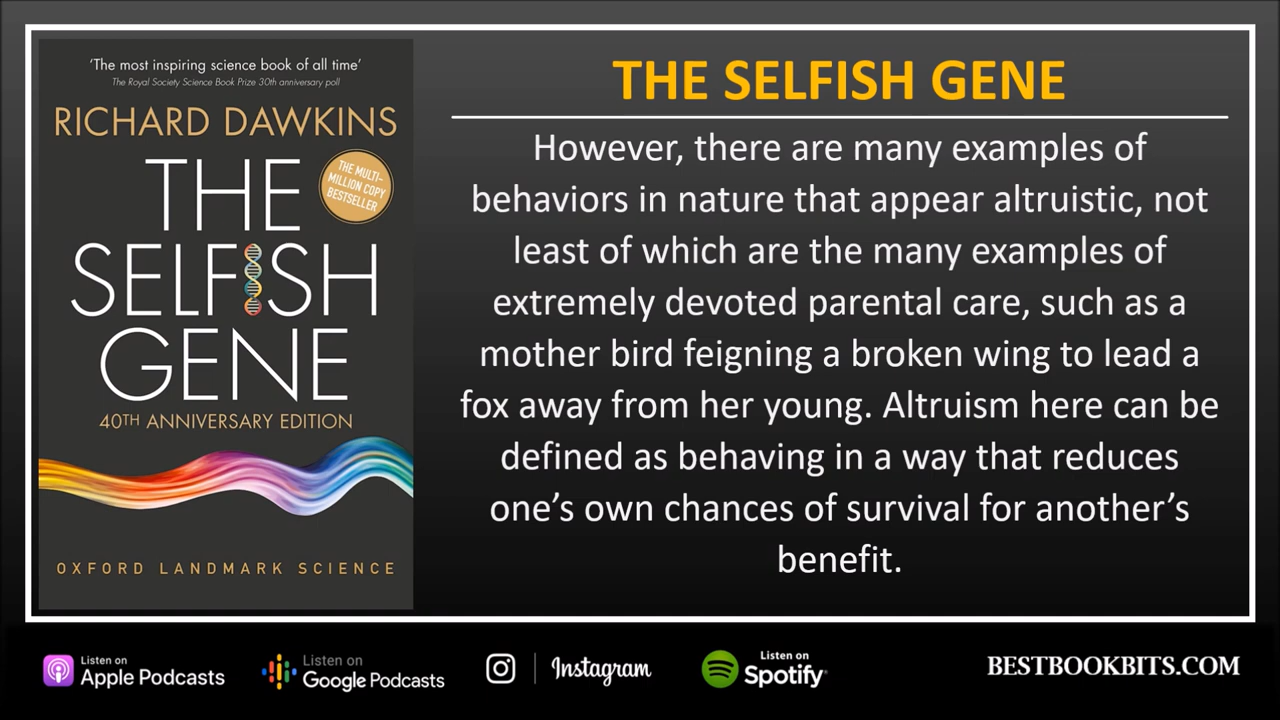 'The most inspiring science book of all time'
The Royal Society Science Book Prize 30th anniversary poll
RICHARD DAWKINS
THE
THE MULTI-
MILLION COPY
BESTSELLER
SELFISH
GENE
40TH ANNIVERSARY EDITION
OXFORD LANDMARK SCIENCE
THE SELFISH GENE
However, there are many examples of
behaviors in nature that appear altruistic, not
least of which are the many examples of
extremely devoted parental care, such as a
mother bird feigning a broken wing to lead a
fox away from her young. Altruism here can be
defined as behaving in a way that reduces
one's own chances of survival for another's
benefit.
Listen on
Apple Podcasts
Listen on
Google Podcasts
Instagram
Listen on
Spotify
BESTBOOKBITS.COM